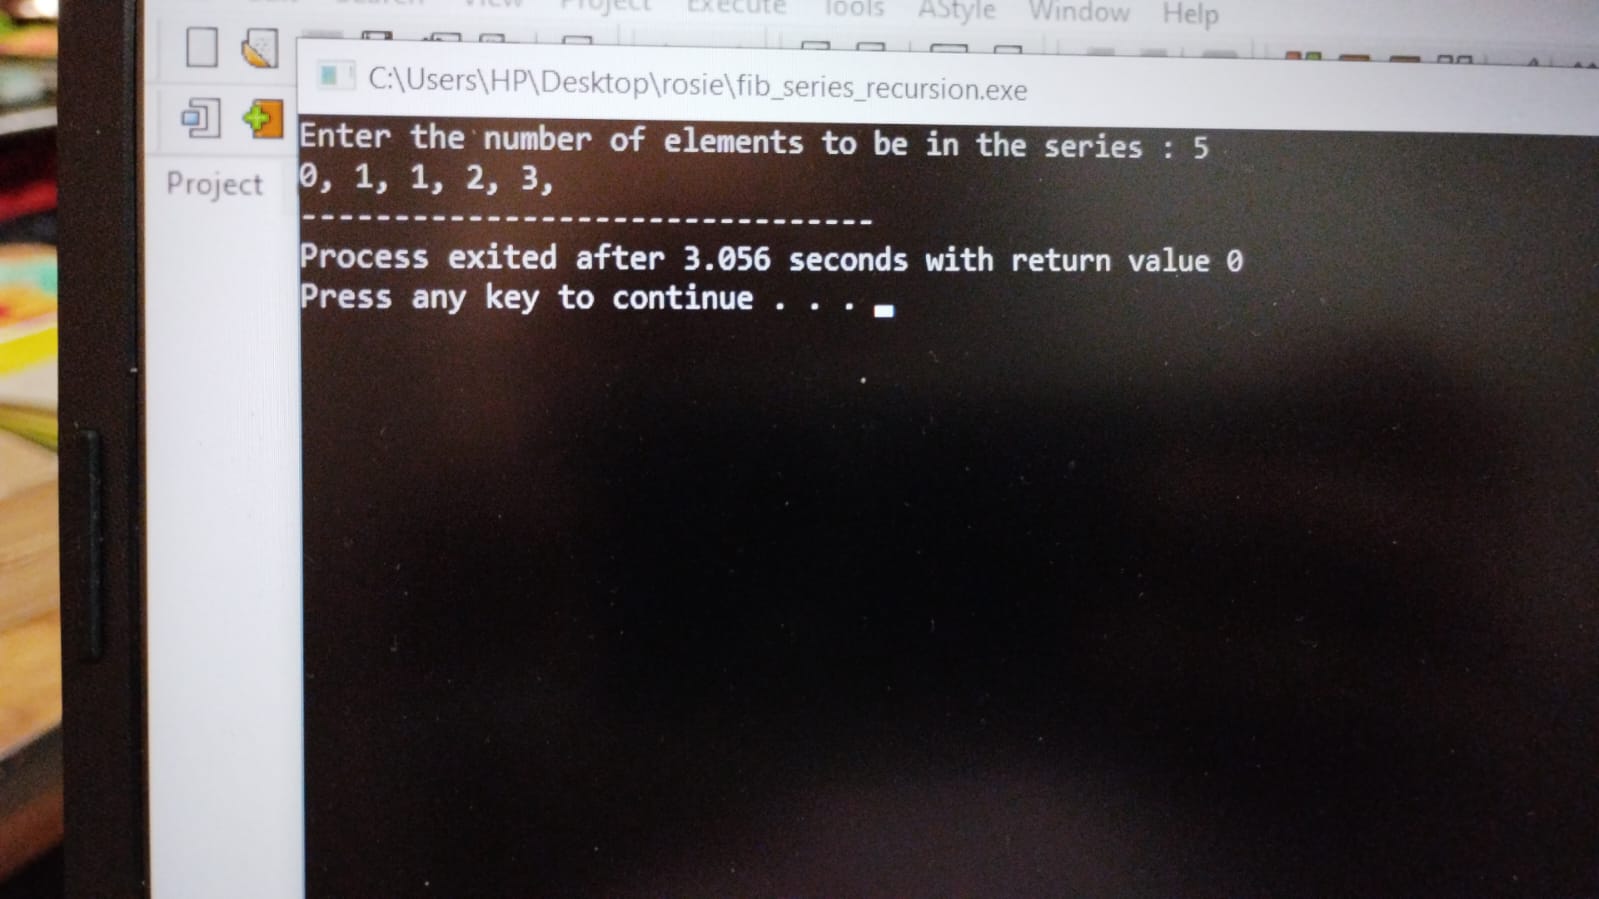 Project Execute Tools AStyle Window Help
C:\Users\HP\Desktop\rosie\fib_series_recursion.exe
Project
Enter the number of elements to be in the series : 5
0, 1, 1, 2, 3,
--------------------------------
Process exited after 3.056 seconds with return value 0
Press any key to continue . . .